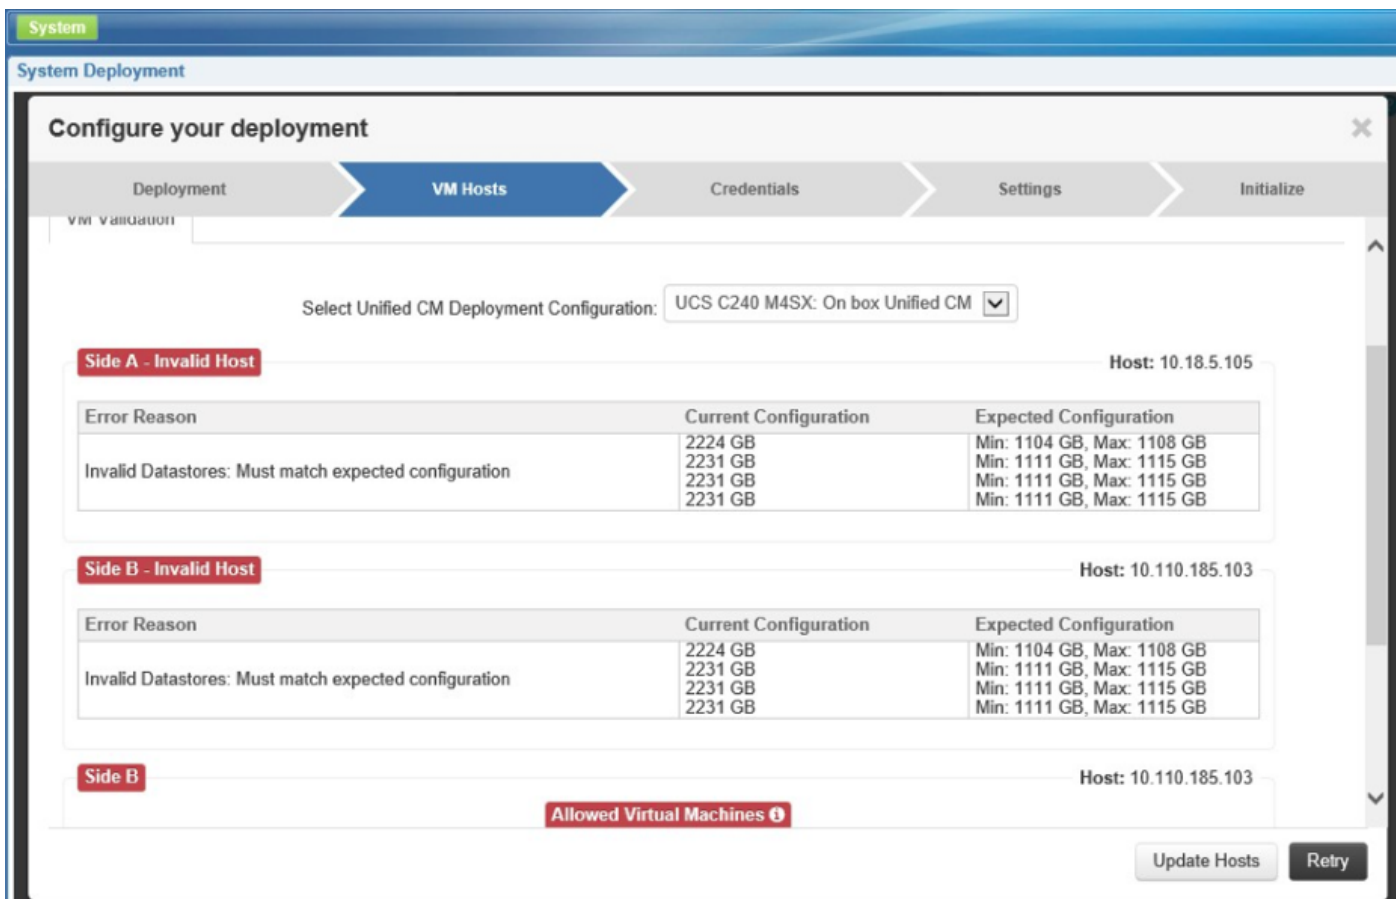 System
System Deployment
Configure your deployment
Deployment VM Hosts Credentials Settings Initialize
VM Validation
Select Unified CM Deployment Configuration: UCS C240 M4SX: On box Unified CM
Side A - Invalid Host Host: 10.18.5.105
Error Reason Current Configuration Expected Configuration
2224 GB Min: 1104 GB, Max: 1108 GB
2231 GB Min: 1111 GB, Max: 1115 GB
Invalid Datastores: Must match expected configuration
2231 GB Min: 1111 GB, Max: 1115 GB
2231 GB Min: 1111 GB, Max: 1115 GB
Side B - Invalid Host Host: 10.110.185.103
Error Reason Current Configuration Expected Configuration
2224 GB Min: 1104 GB, Max: 1108 GB
2231 GB Min: 1111 GB, Max: 1115 GB
Invalid Datastores: Must match expected configuration
2231 GB Min: 1111 GB, Max: 1115 GB
2231 GB Min: 1111 GB, Max: 1115 GB
Side B Host: 10.110.185.103
Allowed Virtual Machines
Update Hosts Retry